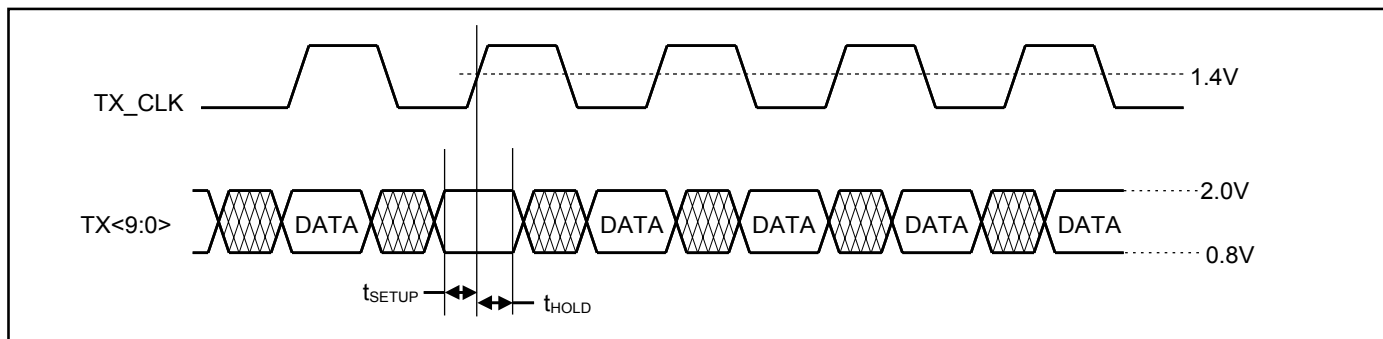 TX_CLK
1.4V
2.0V
TX<9:0>
DATA
DATA
DATA
DATA
DATA
0.8V
tSETUP
tHOLD